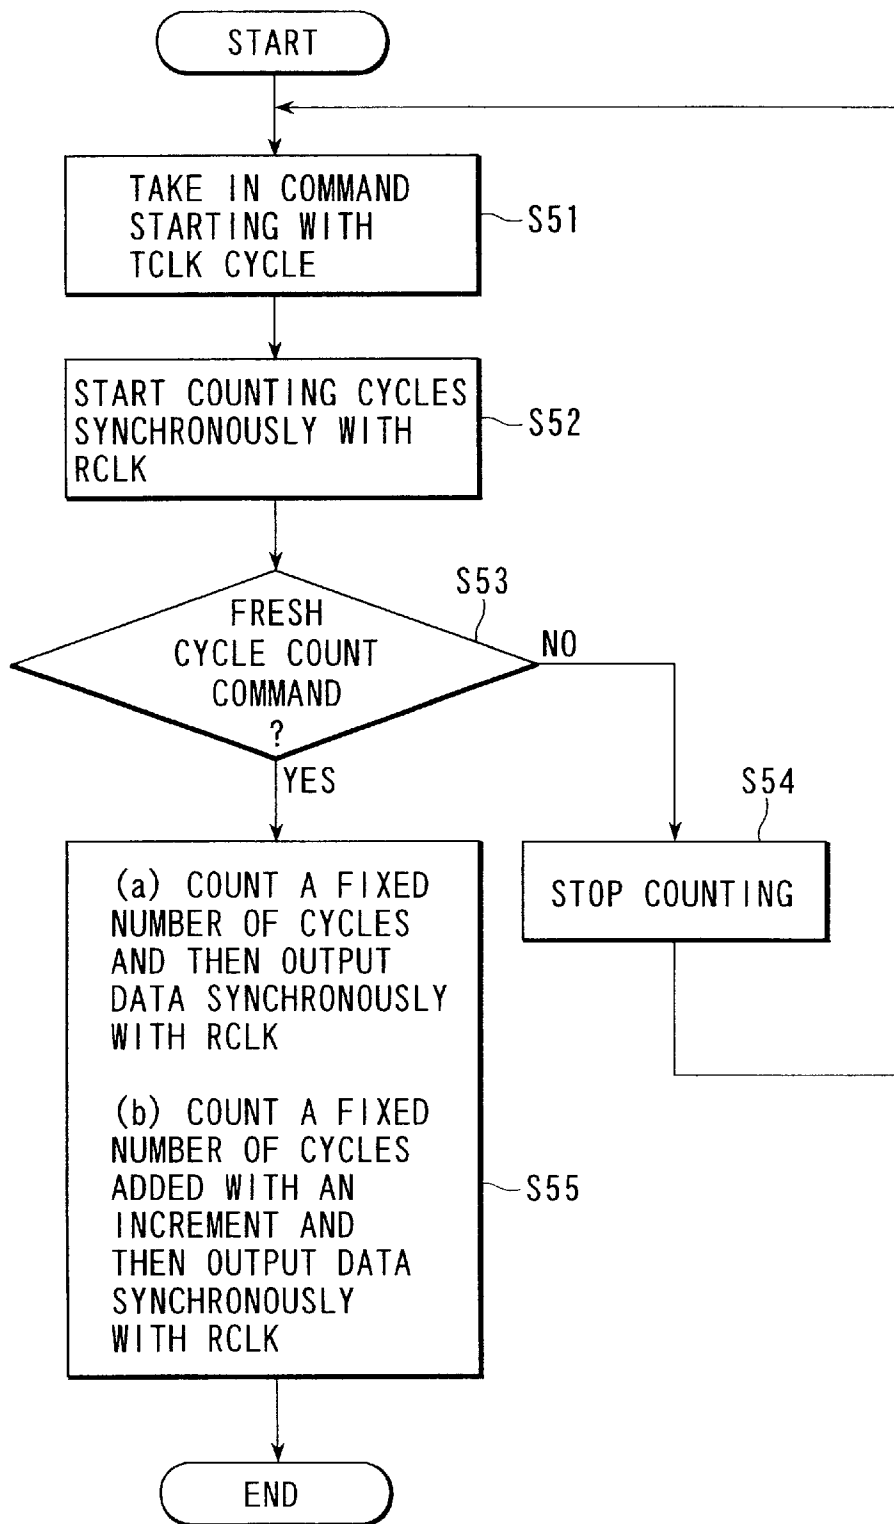 START
TAKE IN COMMAND
STARTING WITH
TCLK CYCLE
S51
START COUNTING CYCLES
SYNCHRONOUSLY WITH
RCLK
S52
S53
FRESH
CYCLE COUNT
COMMAND
?
NO
YES
S54
STOP COUNTING
(a) COUNT A FIXED
NUMBER OF CYCLES
AND THEN OUTPUT
DATA SYNCHRONOUSLY
WITH RCLK
(b) COUNT A FIXED
NUMBER OF CYCLES
ADDED WITH AN
INCREMENT AND
THEN OUTPUT DATA
SYNCHRONOUSLY
WITH RCLK
S55
END